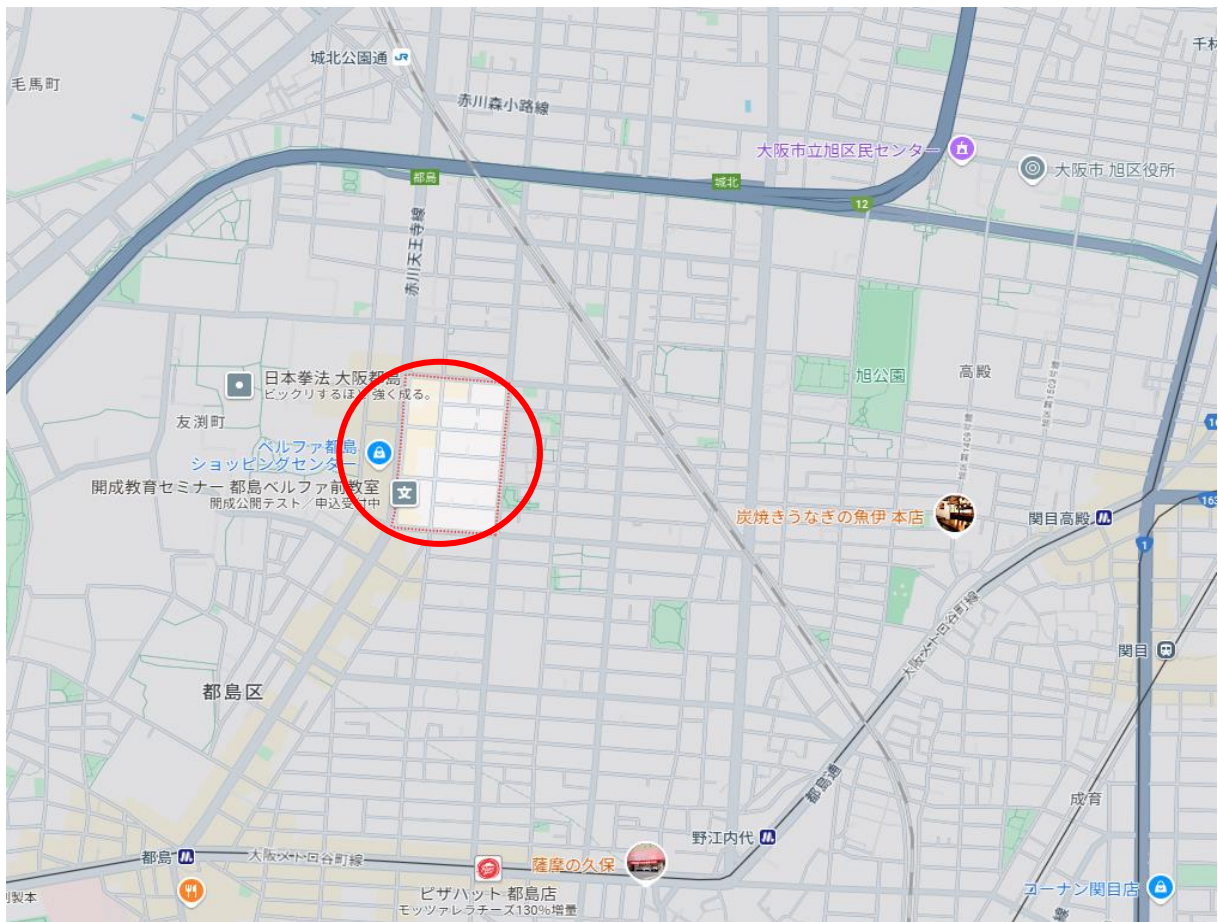 城北公園通
JR
千林
毛馬町
赤川森小路線
大阪市立旭区民センター
大阪市 旭区役所
都島
城北
12
赤川天王寺線
日本拳法 大阪都島
ビックリするほど 強く成る。
旭公園
高殿
友渕町
ベルファ都島
ショッピングセンター
開成教育セミナー 都島ベルファ前教室
開成公開テスト／申込受付中
文
炭焼きうなぎの魚伊 本店
関目高殿
163
1
大阪メトロ谷町線
関目
都島区
都島通
成育
野江内代
都島
大阪メトロ谷町線
薩摩の久保
ピザハット 都島店
モッツァレラチーズ130%増量
コーナン関目店
製本
線